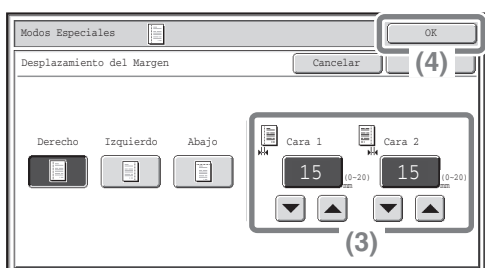 Modos Especiales
OK
Desplazamiento del Margen
Cancelar
(4)
Derecho Izquierdo Abajo
Cara 1 Cara 2
15 (0~20) mm 15 (0~20) mm
(3)